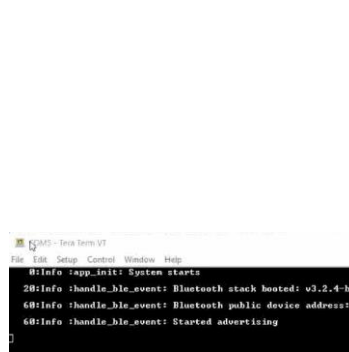 COM5 - Tera Term VT
File Edit Setup Control Window Help
0:Info :app_init: System starts
20:Info :handle_ble_event: Bluetooth stack booted: v3.2.4-b
60:Info :handle_ble_event: Bluetooth public device address:
60:Info :handle_ble_event: Started advertising